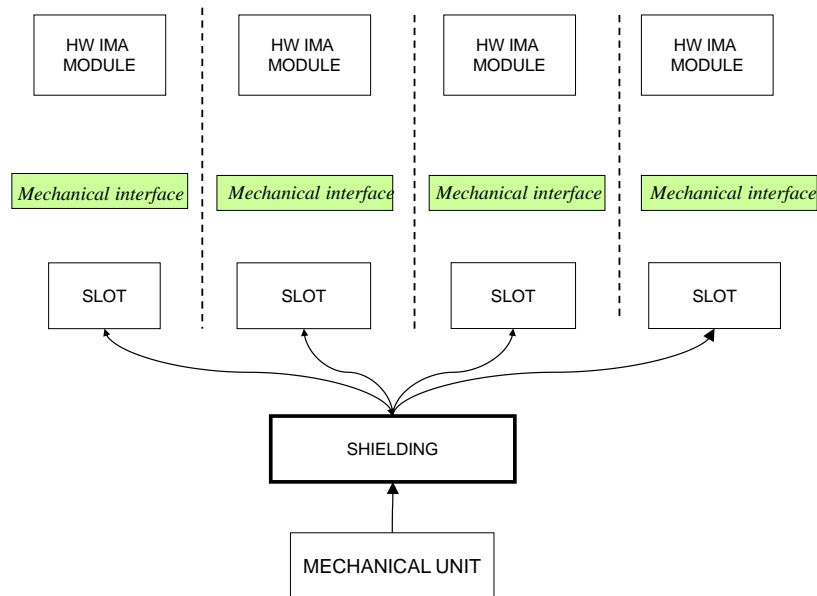 HW IMA
MODULE
HW IMA
MODULE
HW IMA
MODULE
HW IMA
MODULE
Mechanical interface
Mechanical interface
Mechanical interface
Mechanical interface
SLOT
SLOT
SLOT
SLOT
SHIELDING
MECHANICAL UNIT